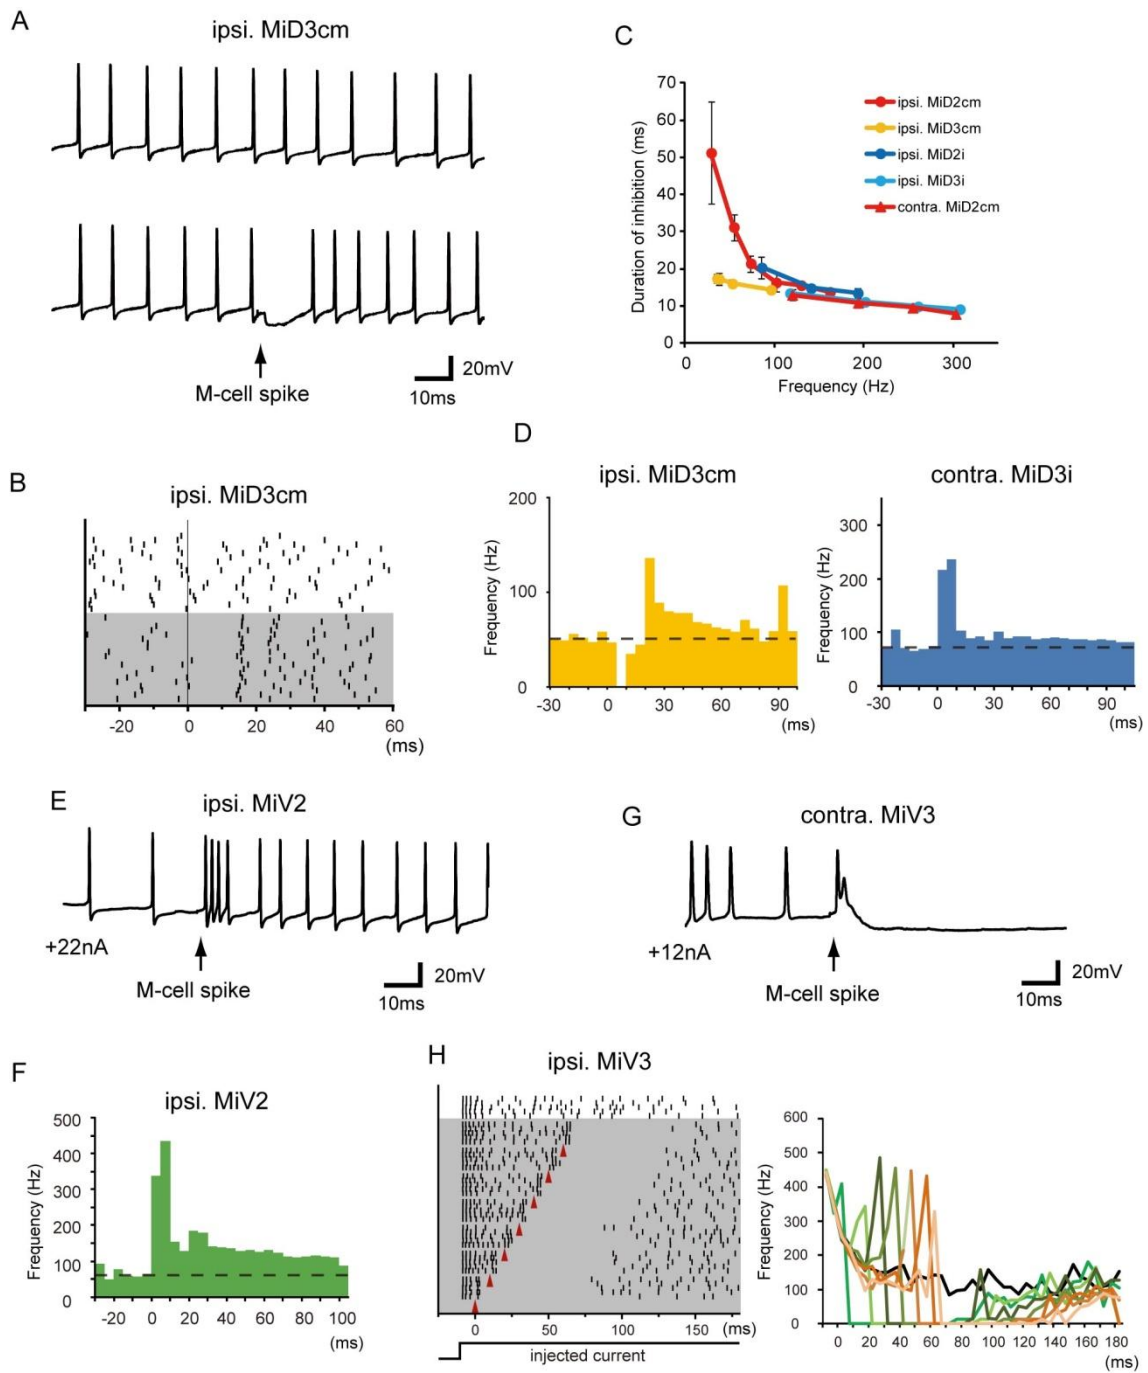 A
ipsi. MiD3cm
M-cell spike
20mV
10ms
C
70
60
50
40
30
20
10
0
Duration of inhibition (ms)
0 100 200 300
Frequency (Hz)
ipsi. MiD2cm
ipsi. MiD3cm
ipsi. MiD2i
ipsi. MiD3i
contra. MiD2cm
B
ipsi. MiD3cm
-20 0 20 40 60
(ms)
D
ipsi. MiD3cm
200
100
0
Frequency (Hz)
-30 0 30 60 90
(ms)
contra. MiD3i
300
200
100
0
Frequency (Hz)
-30 0 30 60 90
(ms)
E
ipsi. MiV2
+22nA
M-cell spike
20mV
10ms
G
contra. MiV3
+12nA
M-cell spike
20mV
10ms
F
ipsi. MiV2
500
400
300
200
100
0
Frequency (Hz)
-20 0 20 40 60 80 100
(ms)
H
ipsi. MiV3
0 50 100 150 (ms)
injected current
600
500
400
300
200
100
0
Frequency (Hz)
0 20 40 60 80 100 120 140 160 180
(ms)